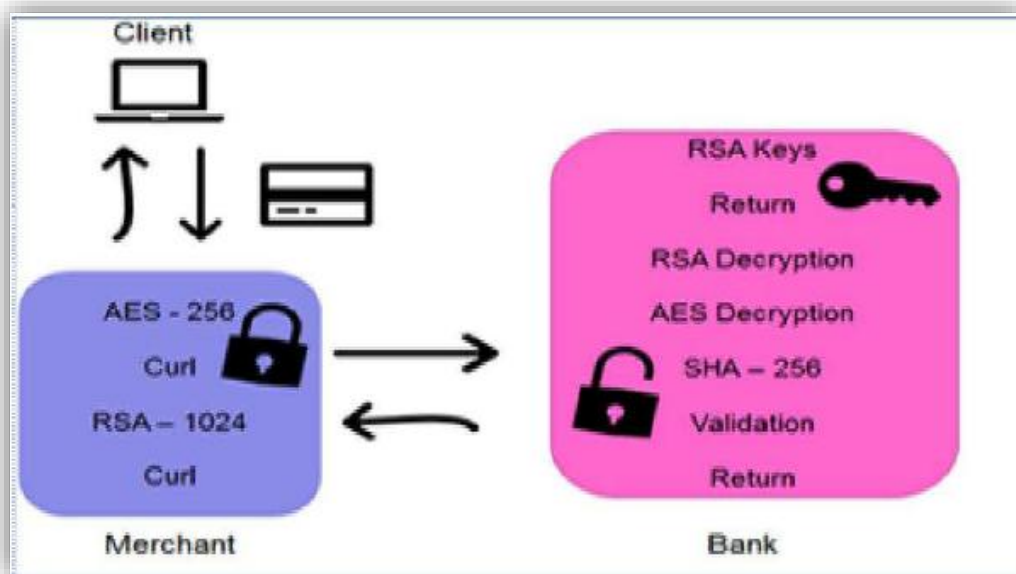 Client
AES - 256
Curl
RSA – 1024
Curl
Merchant
RSA Keys
Return
RSA Decryption
AES Decryption
SHA – 256
Validation
Return
Bank